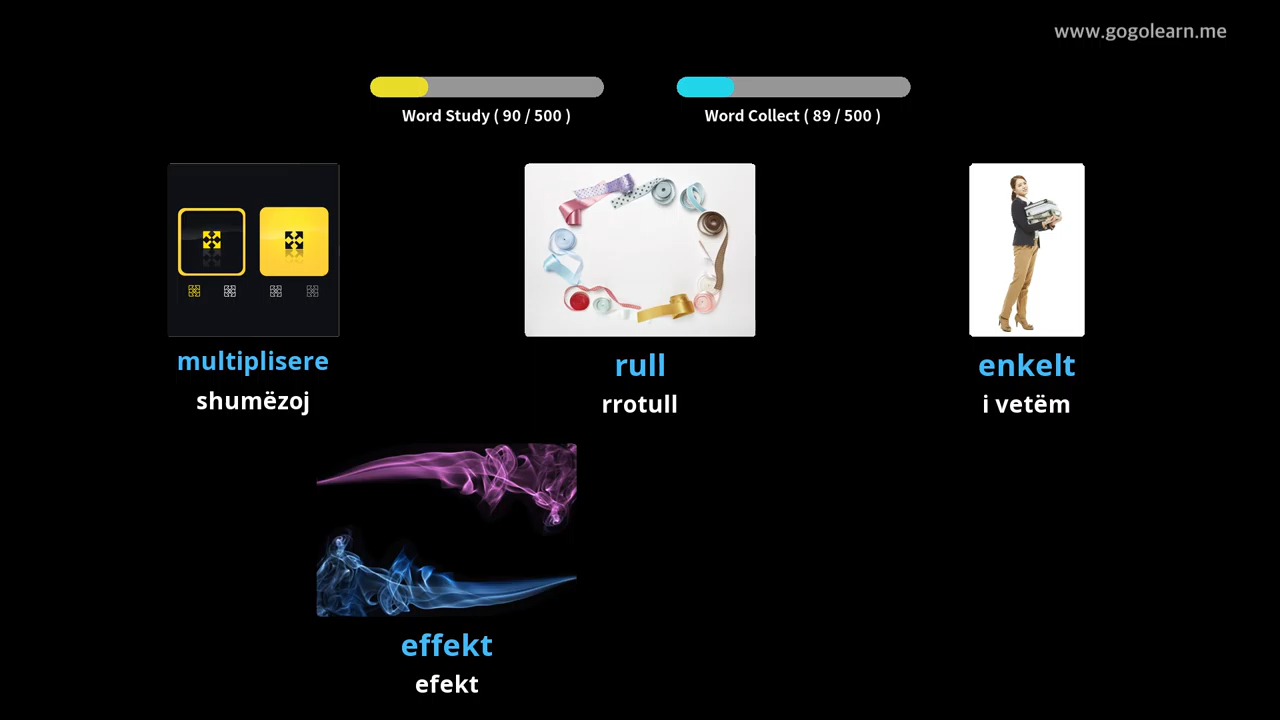 www.gogolearn.me
Word Study ( 90 / 500 )
Word Collect ( 89 / 500 )
multiplisere
shumëzoj
rull
rrotull
enkelt
i vetëm
effekt
efekt